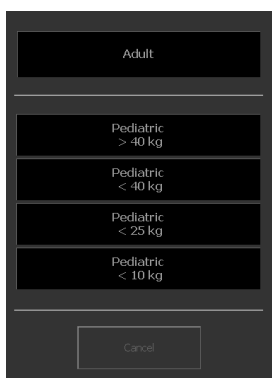 Adult
Pediatric
> 40 kg
Pediatric
< 40 kg
Pediatric
< 25 kg
Pediatric
< 10 kg
Cancel